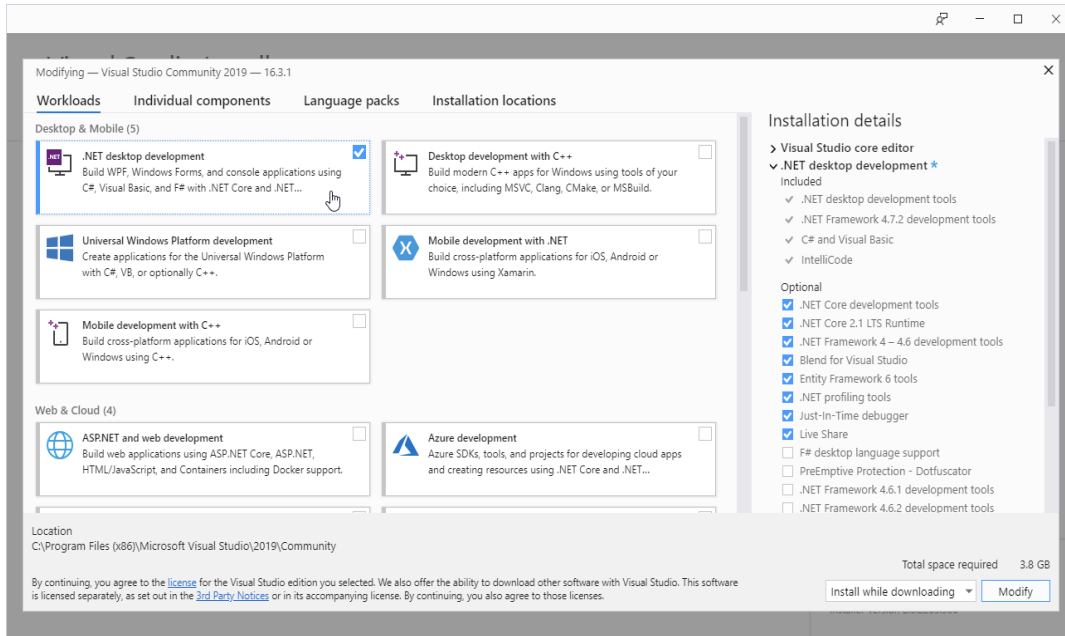 Modifying — Visual Studio Community 2019 — 16.3.1
Workloads
Individual components
Language packs
Installation locations
Desktop & Mobile (5)
.NET
.NET desktop development
Build WPF, Windows Forms, and console applications using
C#, Visual Basic, and F# with .NET Core and .NET...
Desktop development with C++
Build modern C++ apps for Windows using tools of your
choice, including MSVC, Clang, CMake, or MSBuild.
Universal Windows Platform development
Create applications for the Universal Windows Platform
with C#, VB, or optionally C++.
Mobile development with .NET
Build cross-platform applications for iOS, Android or
Windows using Xamarin.
Mobile development with C++
Build cross-platform applications for iOS, Android or
Windows using C++.
Web & Cloud (4)
ASP.NET and web development
Build web applications using ASP.NET Core, ASP.NET,
HTML/JavaScript, and Containers including Docker support.
Azure development
Azure SDKs, tools, and projects for developing cloud apps
and creating resources using .NET Core and .NET...
Installation details
Visual Studio core editor
.NET desktop development *
Included
.NET desktop development tools
.NET Framework 4.7.2 development tools
C# and Visual Basic
IntelliCode
Optional
.NET Core development tools
.NET Core 2.1 LTS Runtime
.NET Framework 4 – 4.6 development tools
Blend for Visual Studio
Entity Framework 6 tools
.NET profiling tools
Just-In-Time debugger
Live Share
F# desktop language support
PreEmptive Protection - Dotfuscator
.NET Framework 4.6.1 development tools
.NET Framework 4.6.2 development tools
Location
C:\Program Files (x86)\Microsoft Visual Studio\2019\Community
Total space required 3.8 GB
By continuing, you agree to the license for the Visual Studio edition you selected. We also offer the ability to download other software with Visual Studio. This software
is licensed separately, as set out in the 3rd Party Notices or in its accompanying license. By continuing, you also agree to those licenses.
Install while downloading
Modify